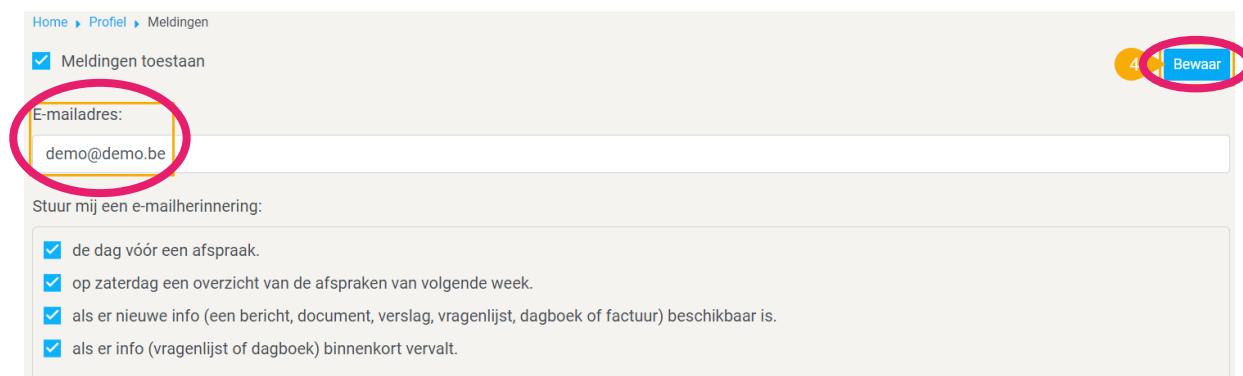 Home ▸ Profiel ▸ Meldingen
Meldingen toestaan
4 Bewaar
E-mailadres:
demo@demo.be
Stuur mij een e-mailherinnering:
de dag vóór een afspraak.
op zaterdag een overzicht van de afspraken van volgende week.
als er nieuwe info (een bericht, document, verslag, vragenlijst, dagboek of factuur) beschikbaar is.
als er info (vragenlijst of dagboek) binnenkort vervalt.